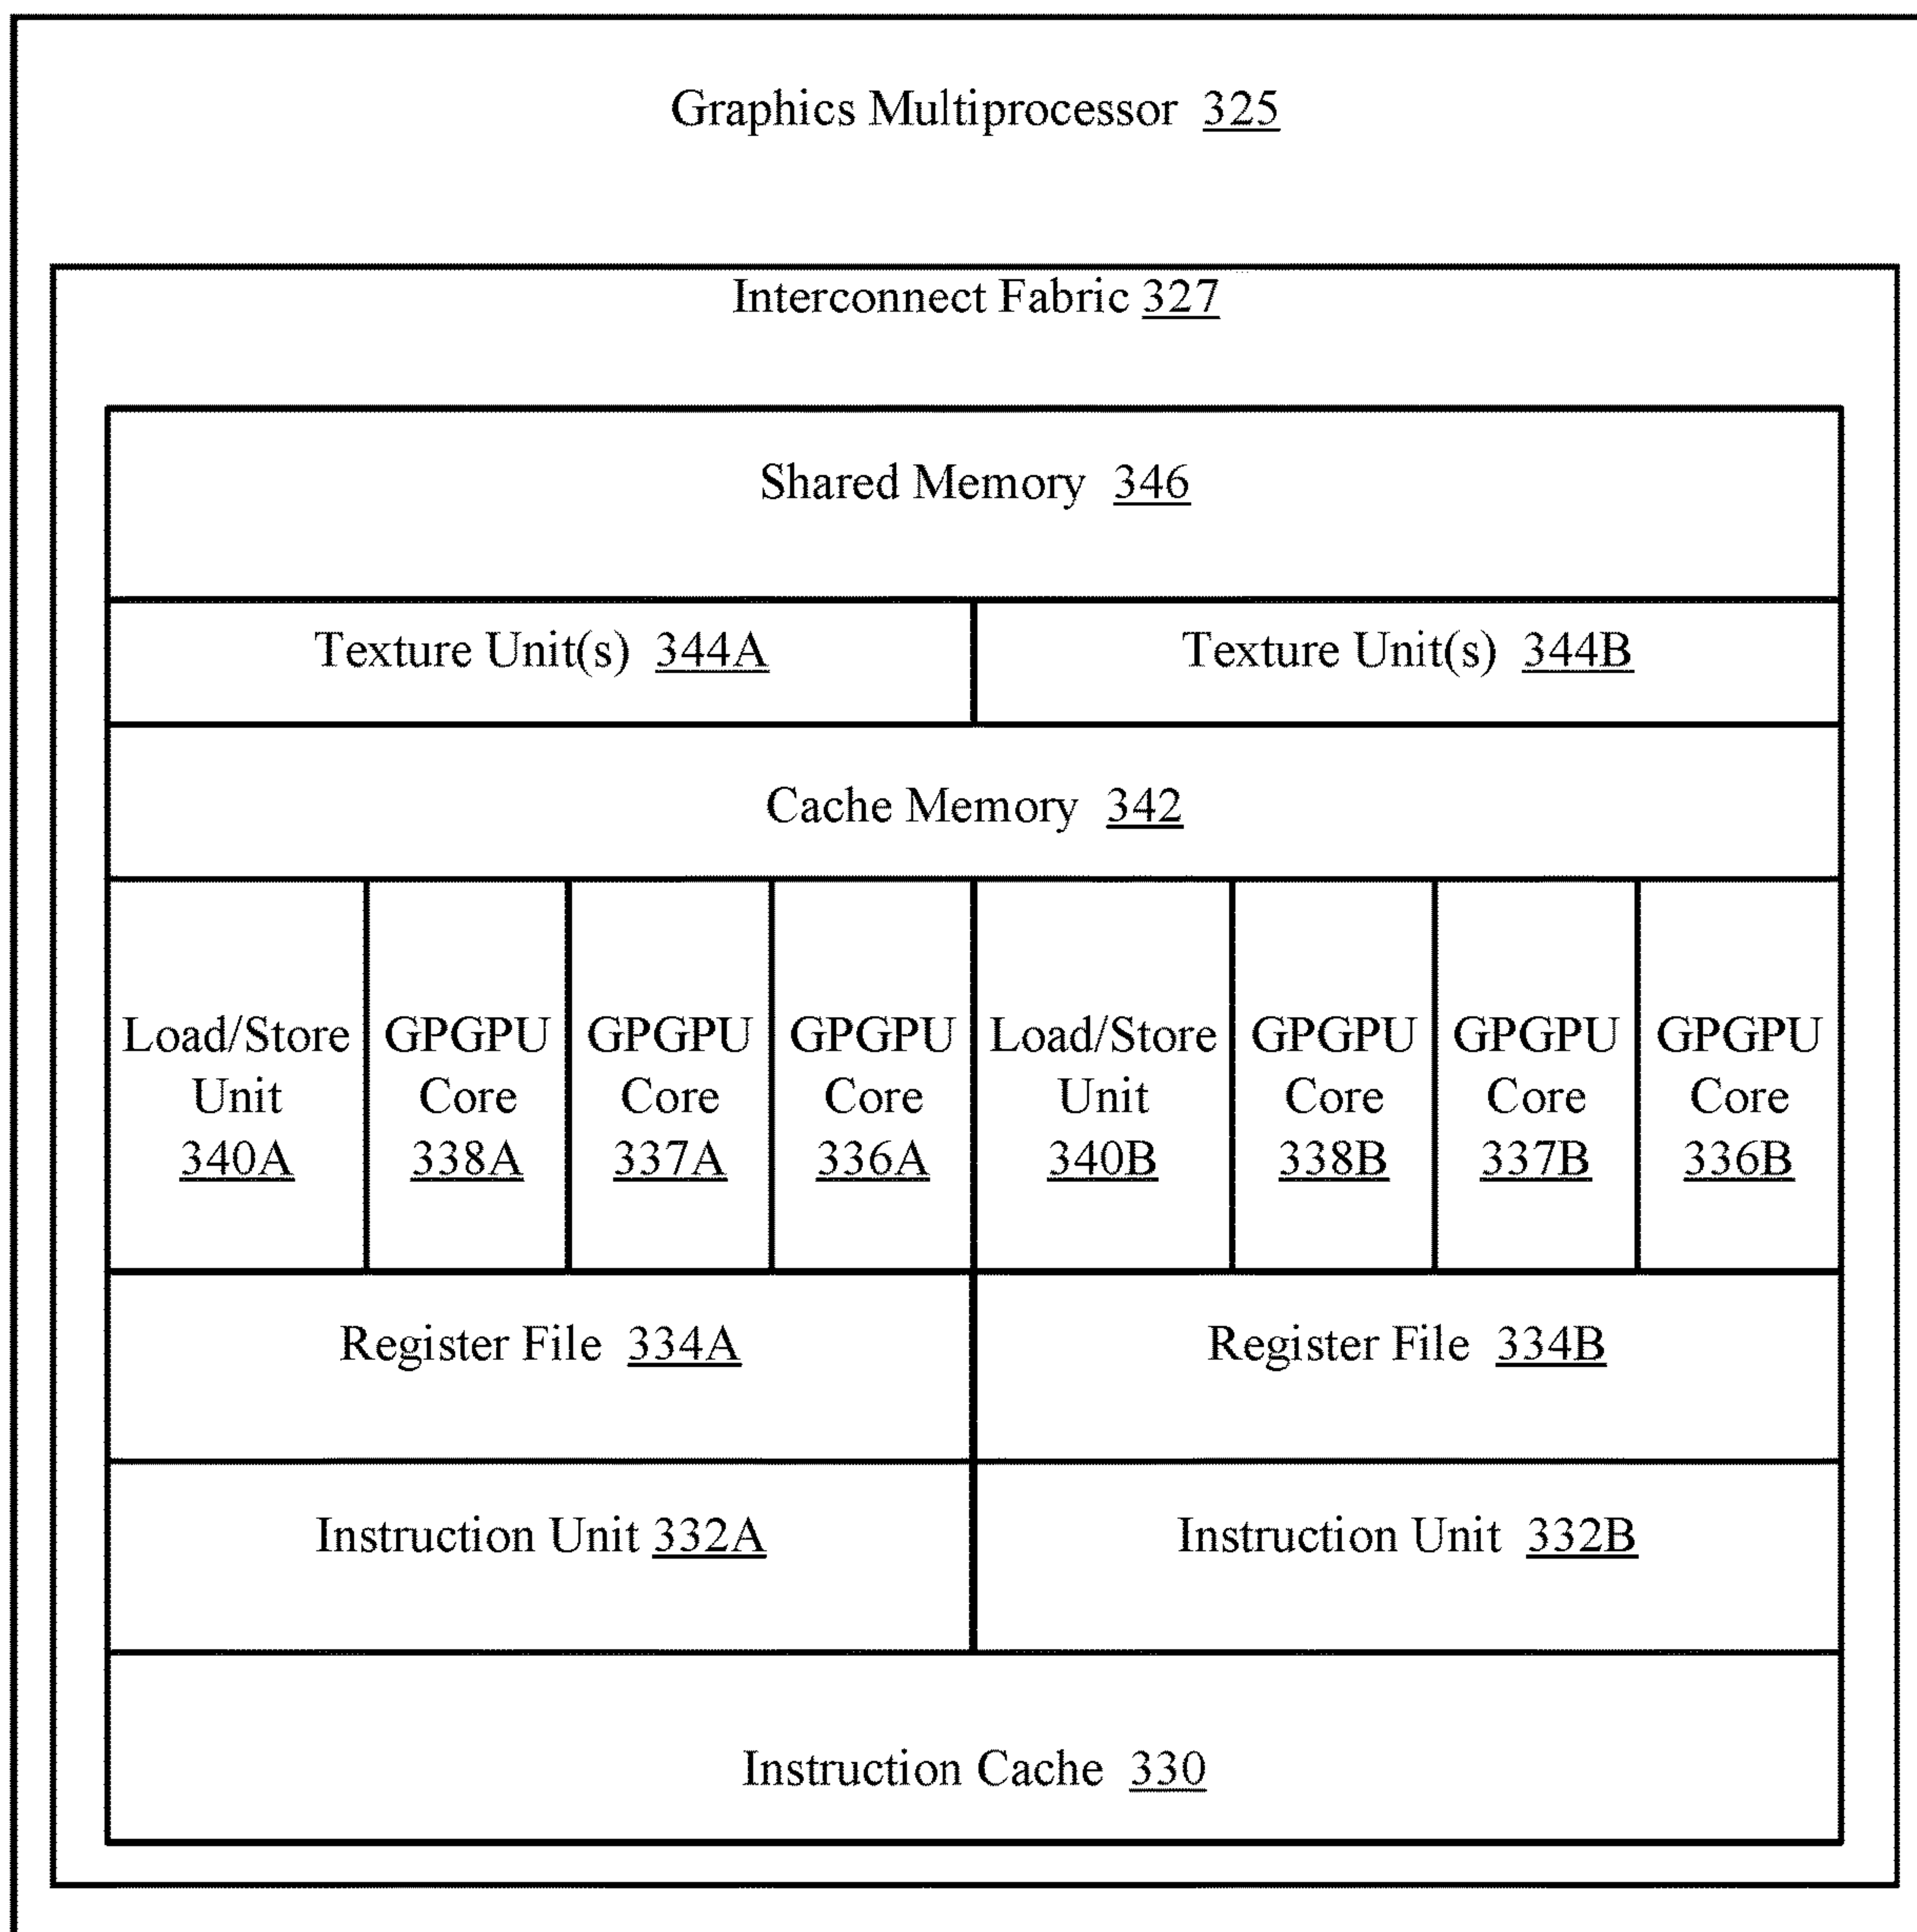 Graphics Multiprocessor 325
Interconnect Fabric 327
Shared Memory 346
Texture Unit(s) 344A
Texture Unit(s) 344B
Cache Memory 342
Load/Store
Unit
340A
GPGPU
Core
338A
GPGPU
Core
337A
GPGPU
Core
336A
Load/Store
Unit
340B
GPGPU
Core
338B
GPGPU
Core
337B
GPGPU
Core
336B
Register File 334A
Register File 334B
Instruction Unit 332A
Instruction Unit 332B
Instruction Cache 330